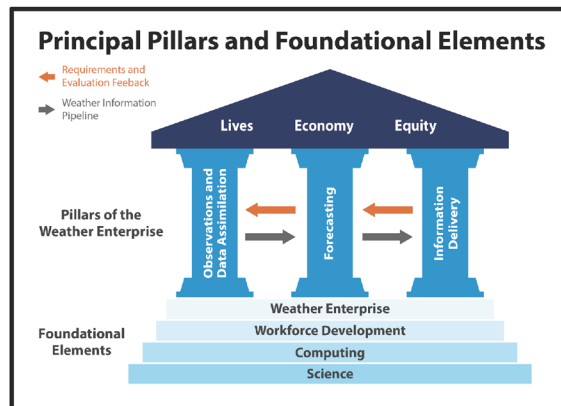 Principal Pillars and Foundational Elements
Requirements and
Evaluation Feeback
Weather Information
Pipeline
Lives Economy Equity
Pillars of the
Weather Enterprise
Observations and
Data Assimilation
Forecasting
Information
Delivery
Foundational
Elements
Weather Enterprise
Workforce Development
Computing
Science